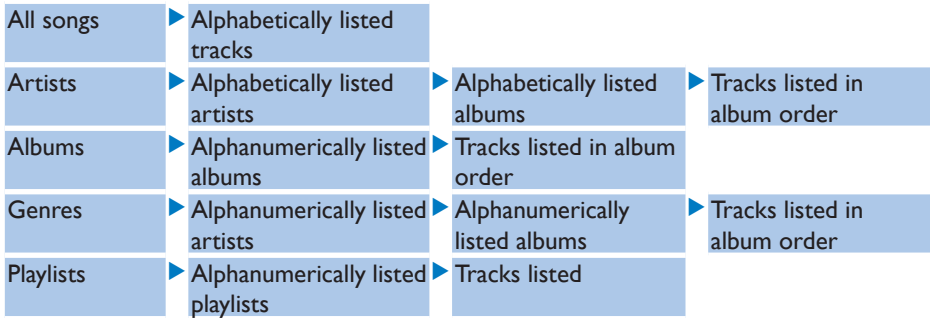 All songs
Alphabetically listed
tracks
Artists
Alphabetically listed
artists
Alphabetically listed
albums
Tracks listed in
album order
Albums
Alphanumerically listed
albums
Tracks listed in album
order
Genres
Alphanumerically listed
artists
Alphanumerically
listed albums
Tracks listed in
album order
Playlists
Alphanumerically listed
playlists
Tracks listed